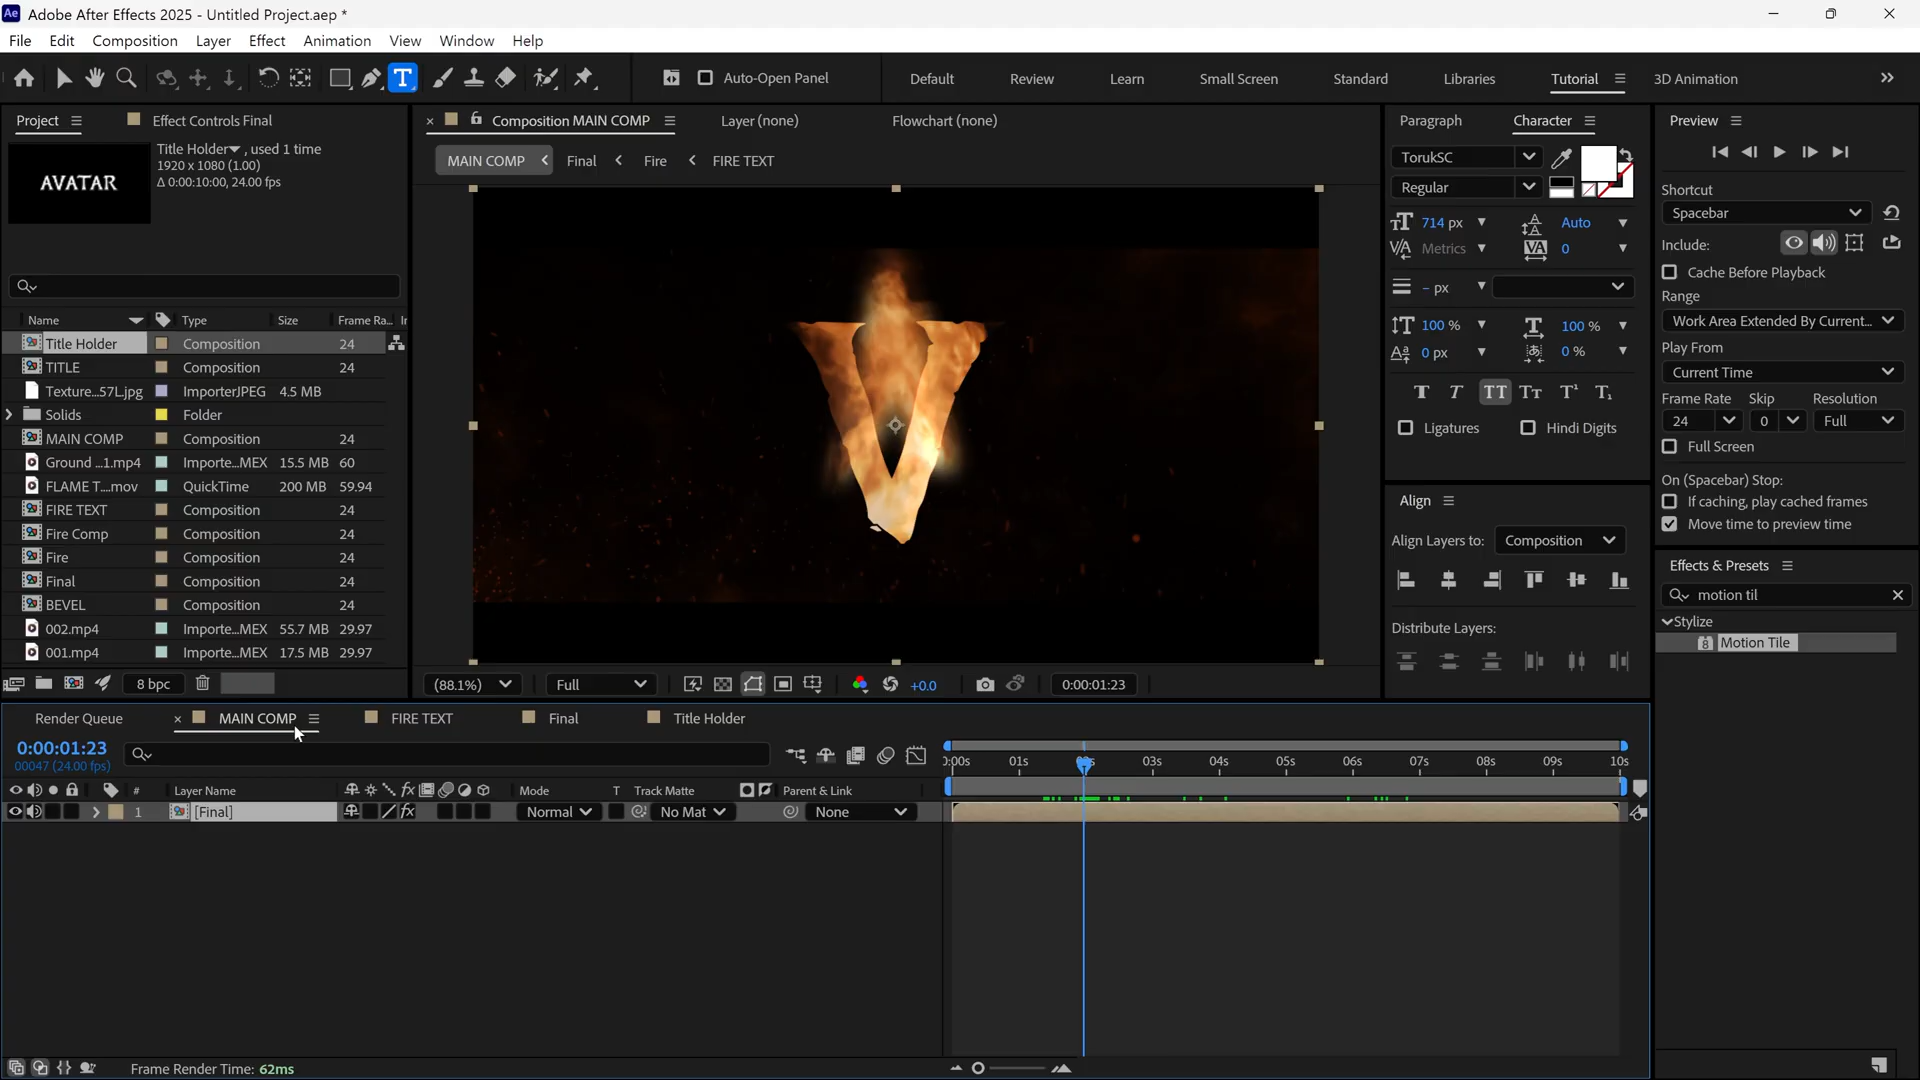 Ae Adobe After Effects 2025 - Untitled Project.aep *
File Edit Composition Layer Effect Animation View Window Help
T Auto-Open Panel Default Review Learn Small Screen Standard Libraries Tutorial 3D Animation
Project Effect Controls Final
Title Holder , used 1 time
1920 x 1080 (1.00)
Δ 0:00:10:00, 24.00 fps
AVATAR
Name Type Size Frame Ra... Ir
Title Holder Composition 24
TITLE Composition 24
Texture...57L.jpg ImporterJPEG 4.5 MB
Solids Folder
MAIN COMP Composition 24
Ground ...1.mp4 Importe...MEX 15.5 MB 60
FLAME T....mov QuickTime 200 MB 59.94
FIRE TEXT Composition 24
Fire Comp Composition 24
Fire Composition 24
Final Composition 24
BEVEL Composition 24
002.mp4 Importe...MEX 55.7 MB 29.97
001.mp4 Importe...MEX 17.5 MB 29.97
8 bpc
Composition MAIN COMP Layer (none) Flowchart (none)
MAIN COMP Final Fire FIRE TEXT
V
(88.1%) Full +0.0 0:00:01:23
Paragraph Character
TorukSC
Regular
714 px Auto
Metrics 0
– px
100 % 100 %
0 px 0 %
T T TT Tt T¹ T₁
Ligatures Hindi Digits
Align
Align Layers to: Composition
Distribute Layers:
Preview
Shortcut
Spacebar
Include:
Cache Before Playback
Range
Work Area Extended By Current...
Play From
Current Time
Frame Rate Skip Resolution
24 0 Full
Full Screen
On (Spacebar) Stop:
If caching, play cached frames
Move time to preview time
Effects & Presets
motion til
Stylize
8 Motion Tile
Render Queue MAIN COMP FIRE TEXT Final Title Holder
0:00:01:23
00047 (24.00 fps)
# Layer Name fx Mode T Track Matte Parent & Link
1 [Final] fx Normal No Mat None
0:00s 01s 02s 03s 04s 05s 06s 07s 08s 09s 10s
Frame Render Time: 62ms